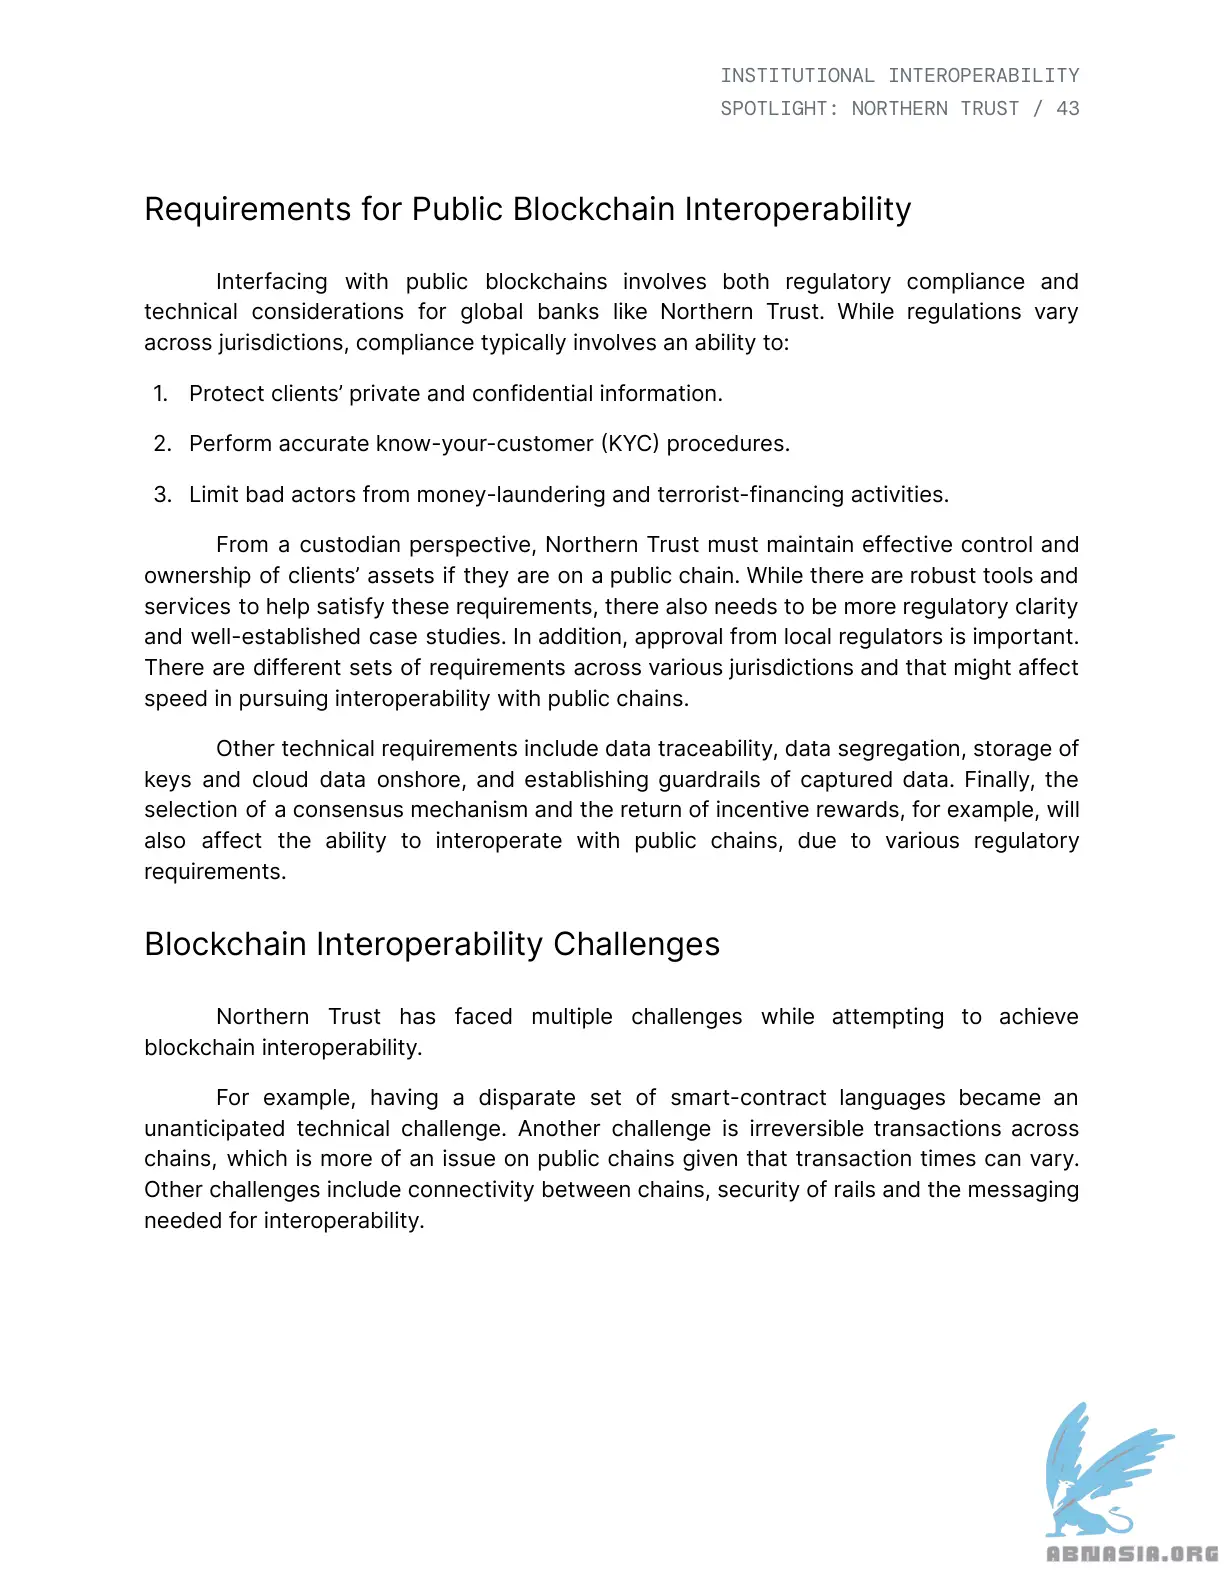 INSTITUTIONAL INTEROPERABILITY
SPOTLIGHT: NORTHERN TRUST / 43
Requirements for Public Blockchain Interoperability
Interfacing with public blockchains involves both regulatory compliance and
technical considerations for global banks like Northern Trust. While regulations vary
across jurisdictions, compliance typically involves an ability to:
1. Protect clients’ private and confidential information.
2. Perform accurate know-your-customer (KYC) procedures.
3. Limit bad actors from money-laundering and terrorist-financing activities.
From a custodian perspective, Northern Trust must maintain effective control and
ownership of clients’ assets if they are on a public chain. While there are robust tools and
services to help satisfy these requirements, there also needs to be more regulatory clarity
and well-established case studies. In addition, approval from local regulators is important.
There are different sets of requirements across various jurisdictions and that might affect
speed in pursuing interoperability with public chains.
Other technical requirements include data traceability, data segregation, storage of
keys and cloud data onshore, and establishing guardrails of captured data. Finally, the
selection of a consensus mechanism and the return of incentive rewards, for example, will
also affect the ability to interoperate with public chains, due to various regulatory
requirements.
Blockchain Interoperability Challenges
Northern Trust has faced multiple challenges while attempting to achieve
blockchain interoperability.
For example, having a disparate set of smart-contract languages became an
unanticipated technical challenge. Another challenge is irreversible transactions across
chains, which is more of an issue on public chains given that transaction times can vary.
Other challenges include connectivity between chains, security of rails and the messaging
needed for interoperability.
ABNASIA.ORG